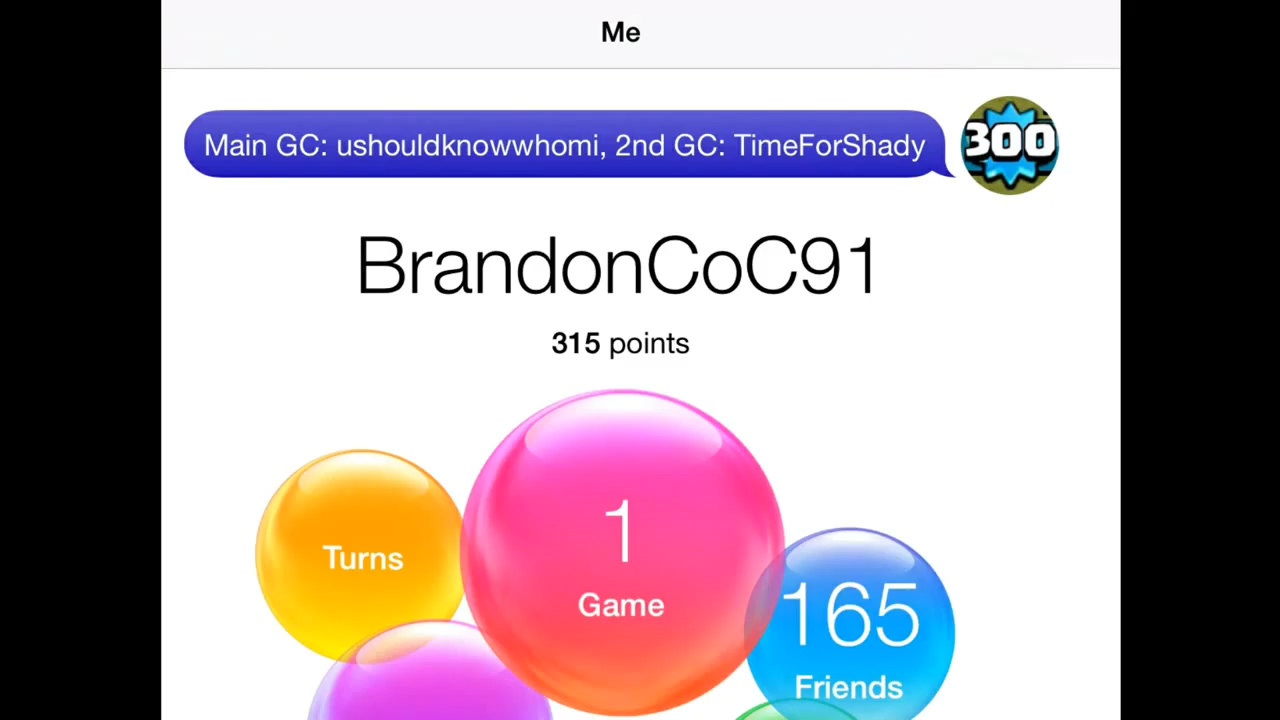 Me
Main GC: ushouldknowwhomi, 2nd GC: TimeForShady
300
BrandonCoC91
315 points
1
Game
Turns
165
Friends